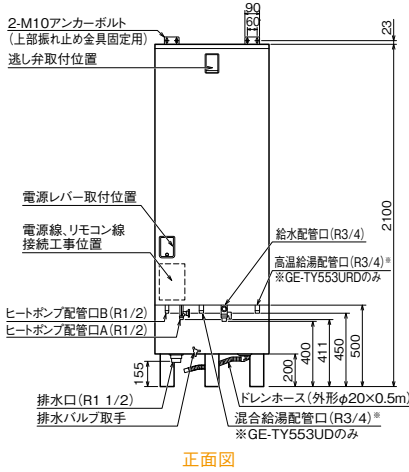 90
60
23
2-M10アンカーボルト
(上部振れ止め金具固定用)
逃し弁取付位置
2100
電源レバー取付位置
電源線、リモコン線
接続工事位置
給水配管口(R3/4)
高温給湯配管口(R3/4)※
※GE-TY553URDのみ
ヒートポンプ配管口B(R1/2)
ヒートポンプ配管口A(R1/2)
155
200
400
411
450
500
排水口(R1 1/2)
排水バルブ取手
ドレンホース(外形φ20×0.5m)
混合給湯配管口(R3/4)※
※GE-TY553UDのみ
正面図